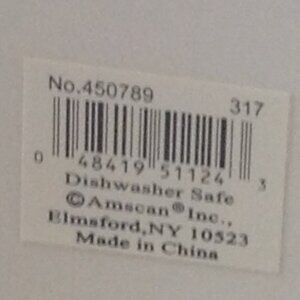 No.450789 317
0 48419 51124 3
Dishwasher Safe
©Amscan®Inc.,
Elmsford,NY 10523
Made in China